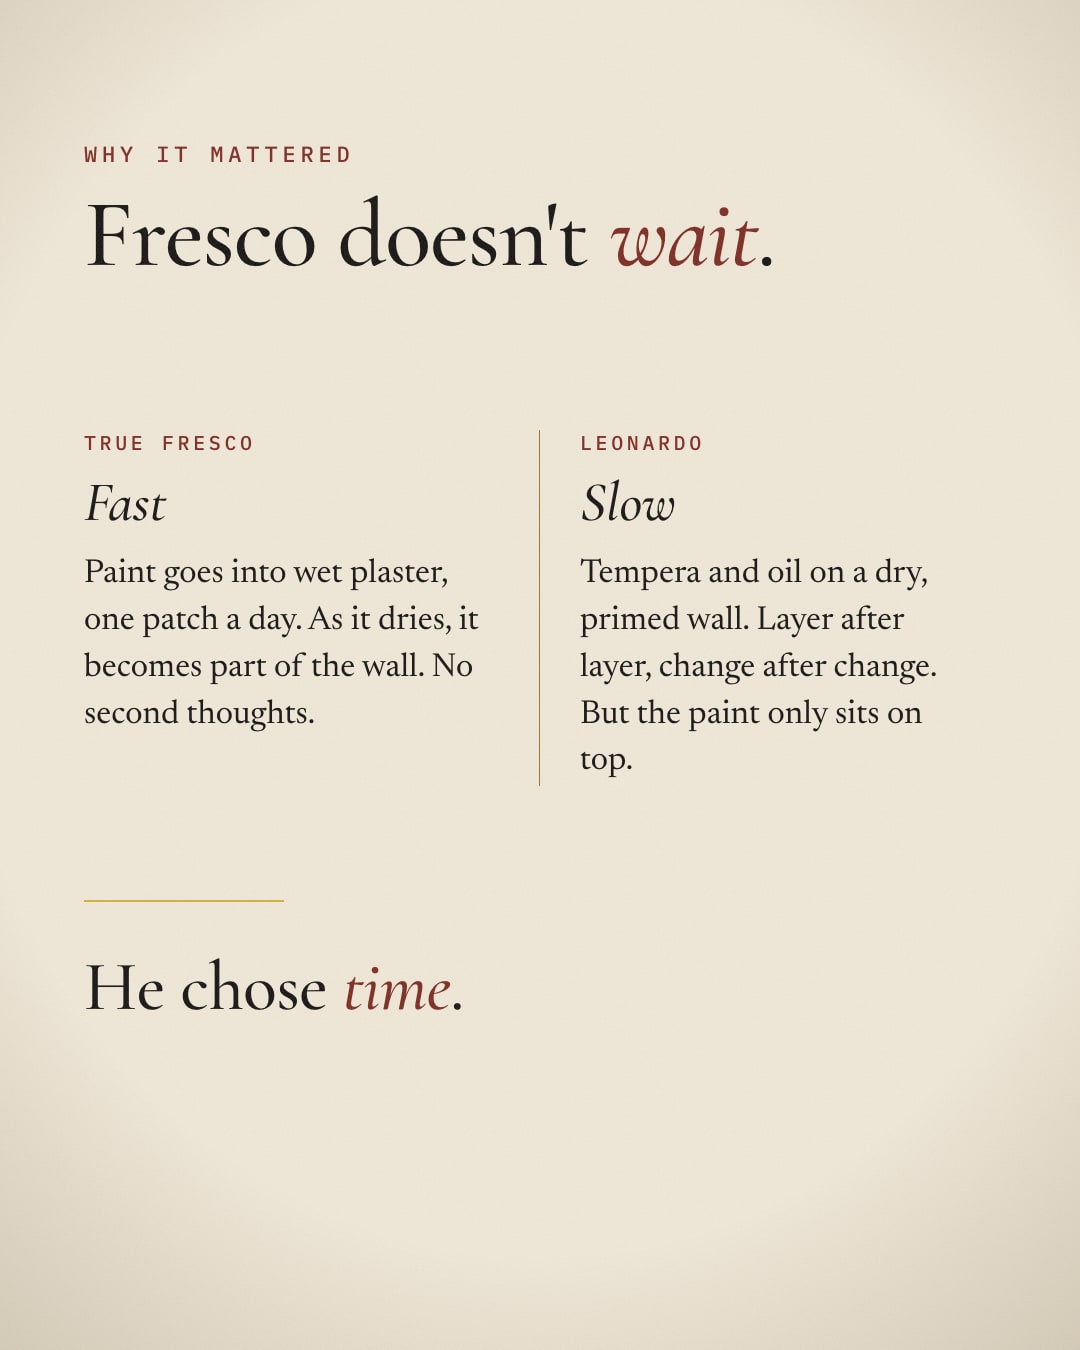 WHY IT MATTERED
Fresco doesn't wait.
TRUE FRESCO
Fast
Paint goes into wet plaster,
one patch a day. As it dries, it
becomes part of the wall. No
second thoughts.
LEONARDO
Slow
Tempera and oil on a dry,
primed wall. Layer after
layer, change after change.
But the paint only sits on
top.
He chose time.